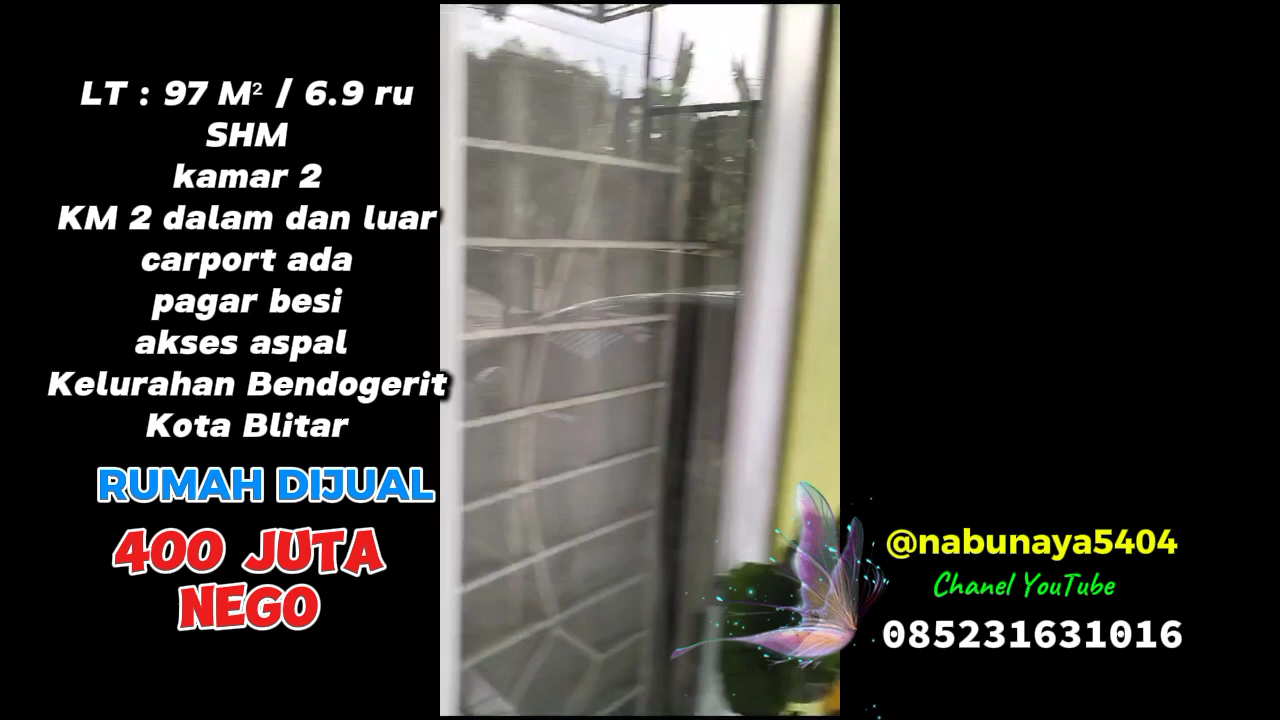 LT : 97 M² / 6.9 ru
SHM
kamar 2
KM 2 dalam dan luar
carport ada
pagar besi
akses aspal
Kelurahan Bendogerit
Kota Blitar
RUMAH DIJUAL
400 JUTA
NEGO
@nabunaya5404
Chanel YouTube
085231631016